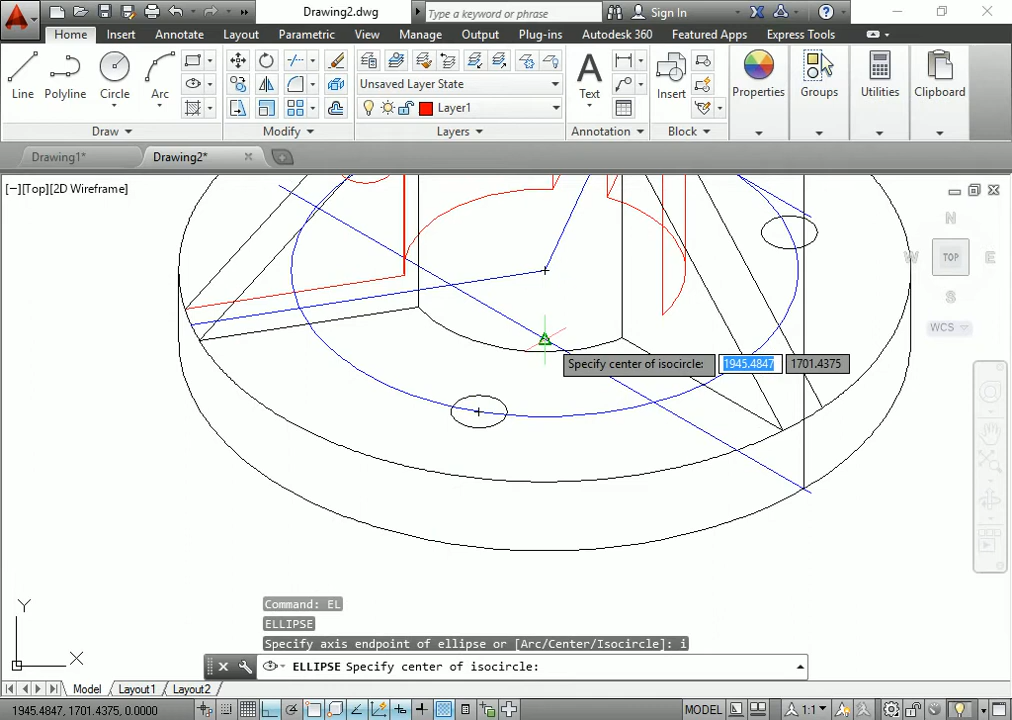 Drawing2.dwg
Type a keyword or phrase
Sign In
Home Insert Annotate Layout Parametric View Manage Output Plug-ins Autodesk 360 Featured Apps Express Tools
Line Polyline Circle Arc
Unsaved Layer State
Layer1
Text
Insert
Properties Groups Utilities Clipboard
Draw Modify Layers Annotation Block
Drawing1* Drawing2*
[−][Top][2D Wireframe]
N
W TOP E
S
WCS
Specify center of isocircle: 1945.4847 1701.4375
Command: EL
ELLIPSE
Specify axis endpoint of ellipse or [Arc/Center/Isocircle]: i
Y
X
ELLIPSE Specify center of isocircle:
Model Layout1 Layout2
1945.4847, 1701.4375, 0.0000 MODEL 1:1